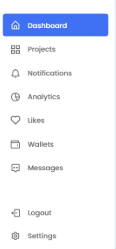 Dashboard
Projects
Notifications
Analytics
Likes
Wallets
Messages
Logout
Settings